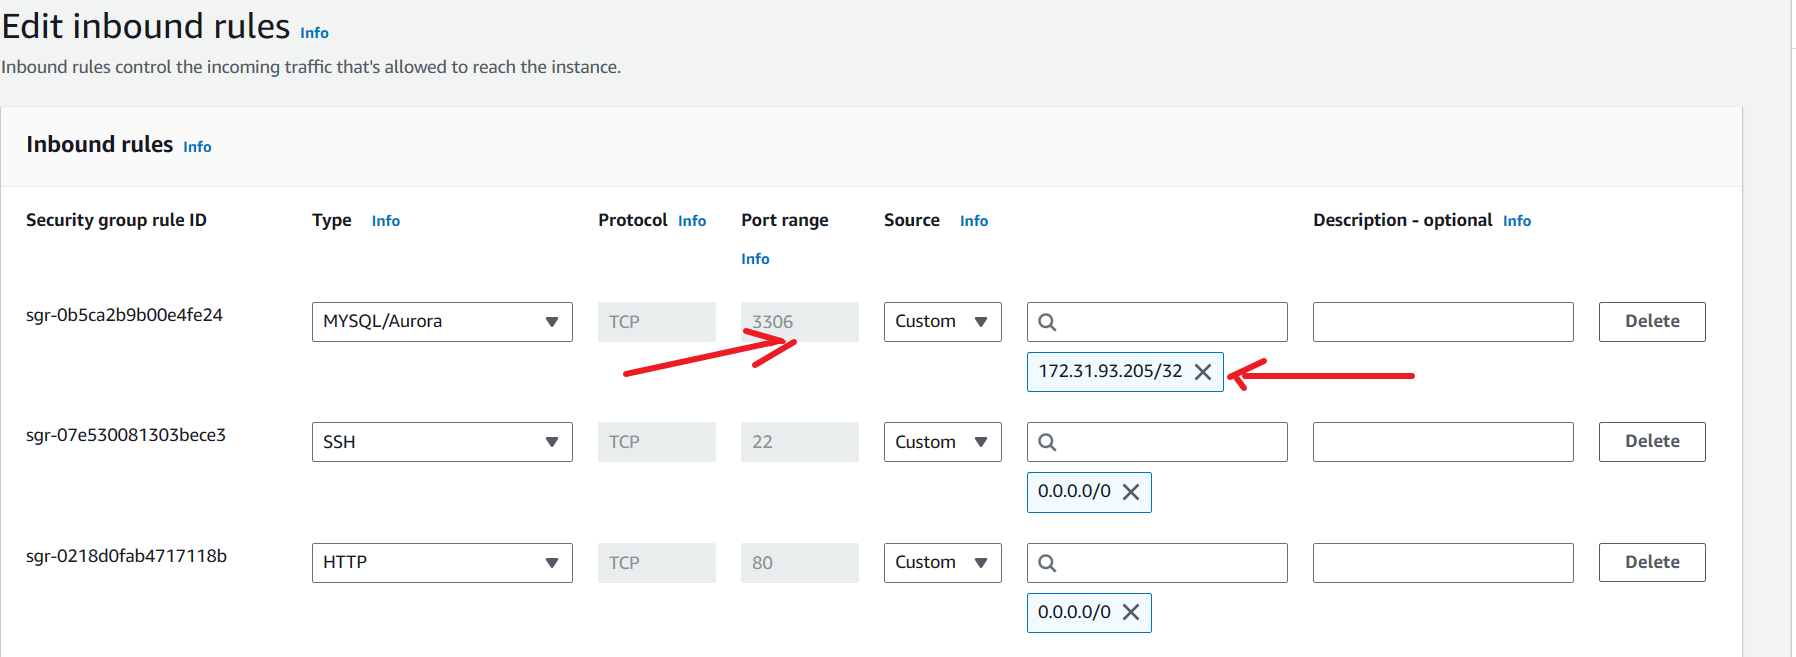 Edit inbound rules Info
Inbound rules control the incoming traffic that's allowed to reach the instance.
Inbound rules Info
Security group rule ID Type Info Protocol Info Port range Info Source Info Description - optional Info
sgr-0b5ca2b9b00e4fe24 MYSQL/Aurora TCP 3306 Custom Delete
172.31.93.205/32
sgr-07e530081303bece3 SSH TCP 22 Custom Delete
0.0.0.0/0
sgr-0218d0fab4717118b HTTP TCP 80 Custom Delete
0.0.0.0/0